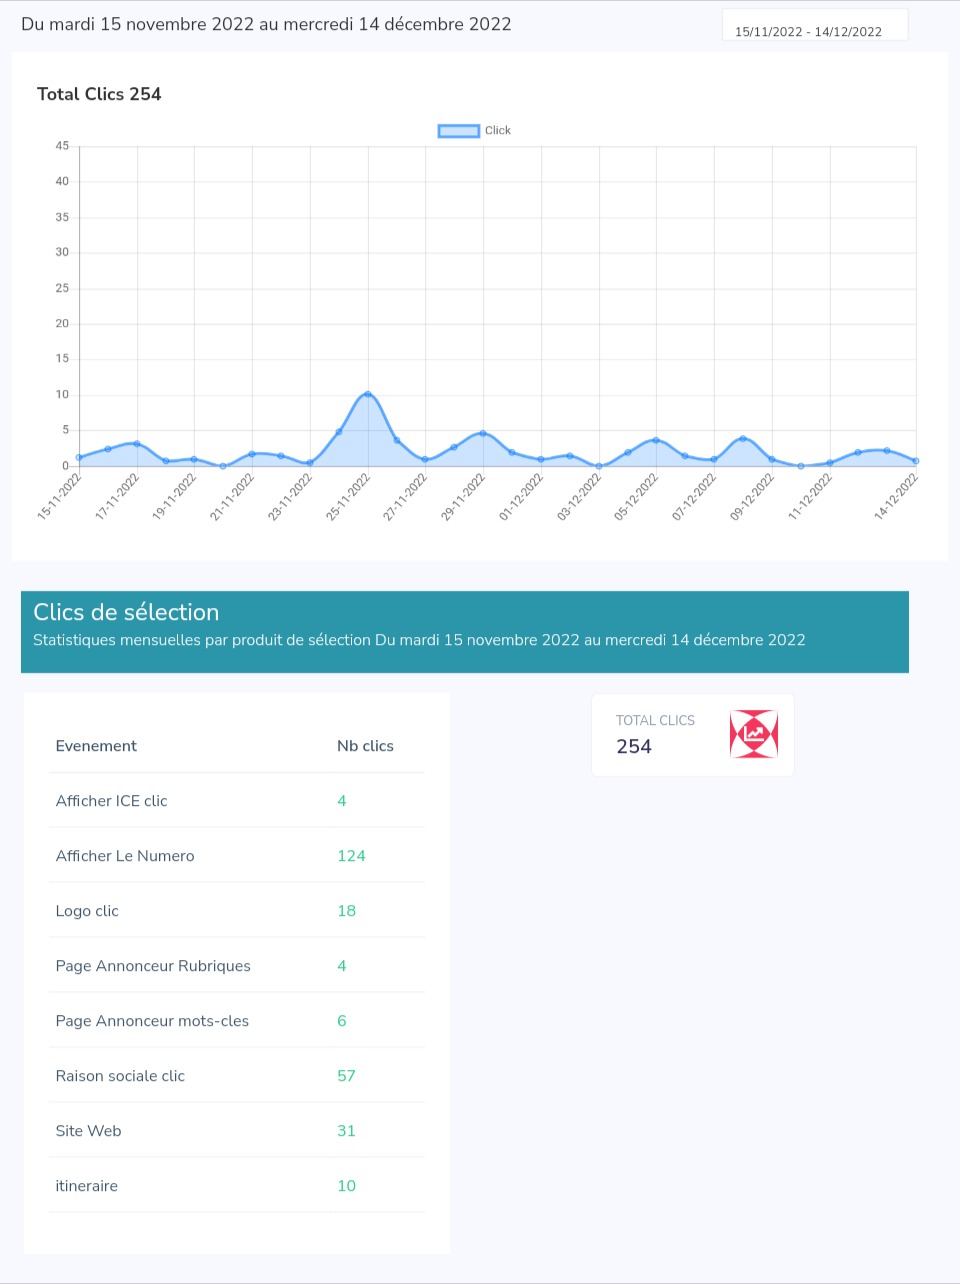 Du mardi 15 novembre 2022 au mercredi 14 décembre 2022
15/11/2022 - 14/12/2022
Total Clics 254
Click
45
40
35
30
25
20
15
10
5
0
15-11-2022
17-11-2022
19-11-2022
21-11-2022
23-11-2022
25-11-2022
27-11-2022
29-11-2022
01-12-2022
03-12-2022
05-12-2022
07-12-2022
09-12-2022
11-12-2022
14-12-2022
Clics de sélection
Statistiques mensuelles par produit de sélection Du mardi 15 novembre 2022 au mercredi 14 décembre 2022
TOTAL CLICS
254
Evenement Nb clics
Afficher ICE clic 4
Afficher Le Numero 124
Logo clic 18
Page Annonceur Rubriques 4
Page Annonceur mots-cles 6
Raison sociale clic 57
Site Web 31
itineraire 10